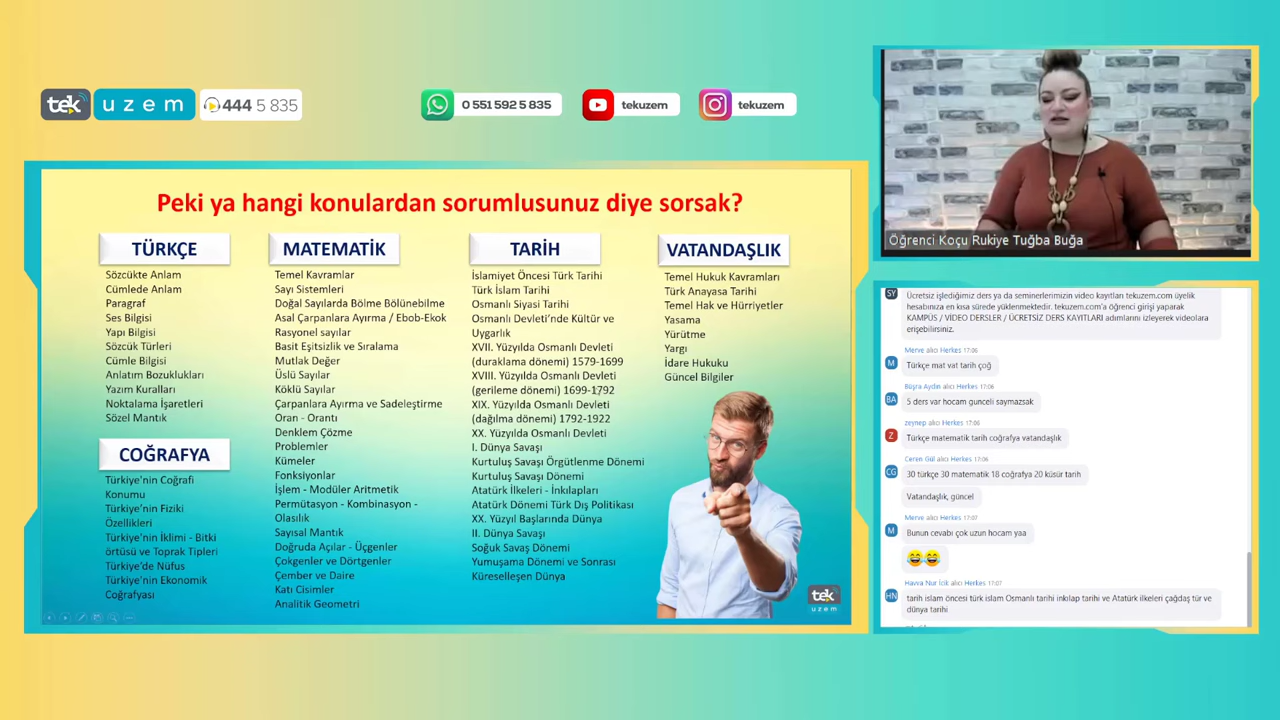 tek uzem 444 5 835
0 551 592 5 835
tekuzem
tekuzem
Peki ya hangi konulardan sorumlusunuz diye sorsak?
TÜRKÇE
Sözcükte Anlam
Cümlede Anlam
Paragraf
Ses Bilgisi
Yapı Bilgisi
Sözcük Türleri
Cümle Bilgisi
Anlatım Bozuklukları
Yazım Kuralları
Noktalama İşaretleri
Sözel Mantık
COĞRAFYA
Türkiye'nin Coğrafi
Konumu
Türkiye'nin Fiziki
Özellikleri
Türkiye'nin İklimi - Bitki
örtüsü ve Toprak Tipleri
Türkiye'de Nüfus
Türkiye'nin Ekonomik
Coğrafyası
MATEMATİK
Temel Kavramlar
Sayı Sistemleri
Doğal Sayılarda Bölme Bölünebilme
Asal Çarpanlara Ayırma / Ebob-Ekok
Rasyonel sayılar
Basit Eşitsizlik ve Sıralama
Mutlak Değer
Üslü Sayılar
Köklü Sayılar
Çarpanlara Ayırma ve Sadeleştirme
Oran - Orantı
Denklem Çözme
Problemler
Kümeler
Fonksiyonlar
İşlem - Modüler Aritmetik
Permütasyon - Kombinasyon -
Olasılık
Sayısal Mantık
Doğruda Açılar - Üçgenler
Çokgenler ve Dörtgenler
Çember ve Daire
Katı Cisimler
Analitik Geometri
TARİH
İslamiyet Öncesi Türk Tarihi
Türk İslam Tarihi
Osmanlı Siyasi Tarihi
Osmanlı Devleti'nde Kültür ve
Uygarlık
XVII. Yüzyılda Osmanlı Devleti
(duraklama dönemi) 1579-1699
XVIII. Yüzyılda Osmanlı Devleti
(gerileme dönemi) 1699-1792
XIX. Yüzyılda Osmanlı Devleti
(dağılma dönemi) 1792-1922
XX. Yüzyılda Osmanlı Devleti
I. Dünya Savaşı
Kurtuluş Savaşı Örgütlenme Dönemi
Kurtuluş Savaşı Dönemi
Atatürk İlkeleri - İnkılapları
Atatürk Dönemi Türk Dış Politikası
XX. Yüzyıl Başlarında Dünya
II. Dünya Savaşı
Soğuk Savaş Dönemi
Yumuşama Dönemi ve Sonrası
Küreselleşen Dünya
VATANDAŞLIK
Temel Hukuk Kavramları
Türk Anayasa Tarihi
Temel Hak ve Hürriyetler
Yasama
Yürütme
Yargı
İdare Hukuku
Güncel Bilgiler
tek
uzem
Öğrenci Koçu Rukiye Tuğba Buğa
SY
Ücretsiz işlediğimiz ders ya da seminerlerimizin video kayıtları tekuzem.com üyelik
hesabınıza en kısa sürede yüklenmektedir. tekuzem.com'a öğrenci girişi yaparak
KAMPÜS / VİDEO DERSLER / ÜCRETSİZ DERS KAYITLARI adımlarını izleyerek videolara
erişebilirsiniz.
Merve alıcı Herkes 17:06
M
Türkçe mat vat tarih çoğ
Büşra Aydın alıcı Herkes 17:06
BA
5 ders var hocam gunceli saymazsak
zeynep alıcı Herkes 17:06
Z
Türkçe matematik tarih coğrafya vatandaşlık
Ceren Gül alıcı Herkes 17:06
CG
30 türkçe 30 matematik 18 coğrafya 20 küsür tarih
Vatandaşlık, güncel
Merve alıcı Herkes 17:07
M
Bunun cevabi çok uzun hocam yaa
Havva Nur alıcı Herkes 17:07
HN
tarih islam öncesi türk islam Osmanlı tarihi inkılap tarihi ve Atatürk ilkeleri çağdaş tür ve
dünya tarihi